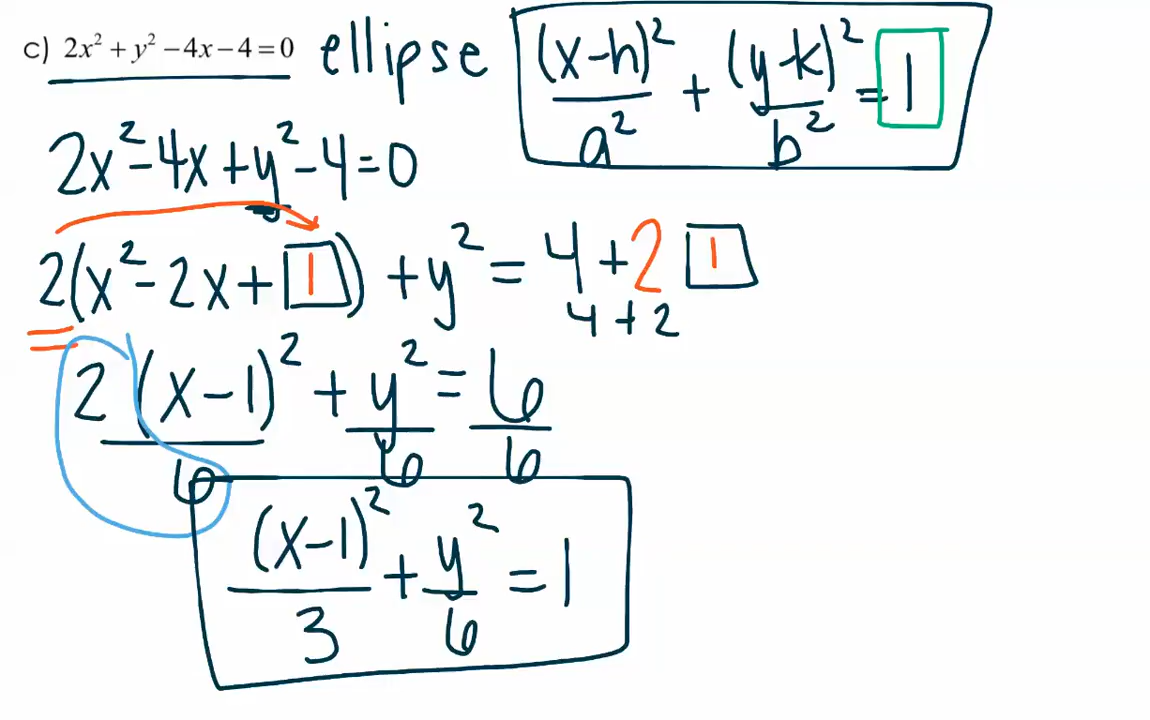 c) 2x² + y² − 4x − 4 = 0 ellipse (x−h)²/a² + (y−k)²/b² = 1
2x² − 4x + y² − 4 = 0
2(x² − 2x + 1) + y² = 4 + 2 1
4 + 2
2(x−1)²/6 + y²/6 = 6/6
(x−1)²/3 + y²/6 = 1